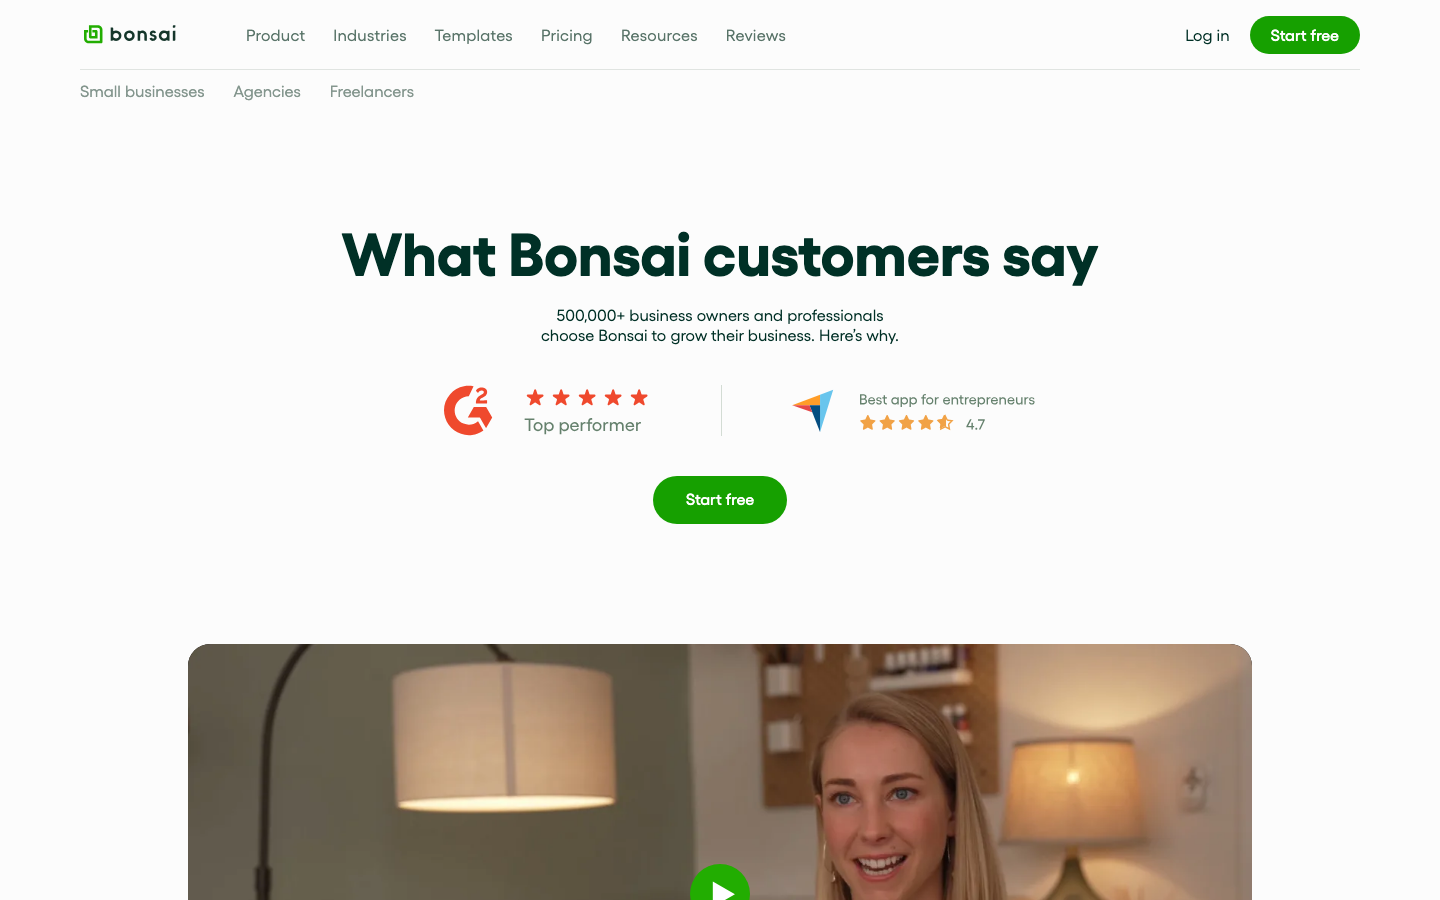 bonsai
Product
Industries
Templates
Pricing
Resources
Reviews
Log in
Start free
Small businesses
Agencies
Freelancers
What Bonsai customers say
500,000+ business owners and professionals
choose Bonsai to grow their business. Here's why.
G2
Top performer
Best app for entrepreneurs
4.7
Start free